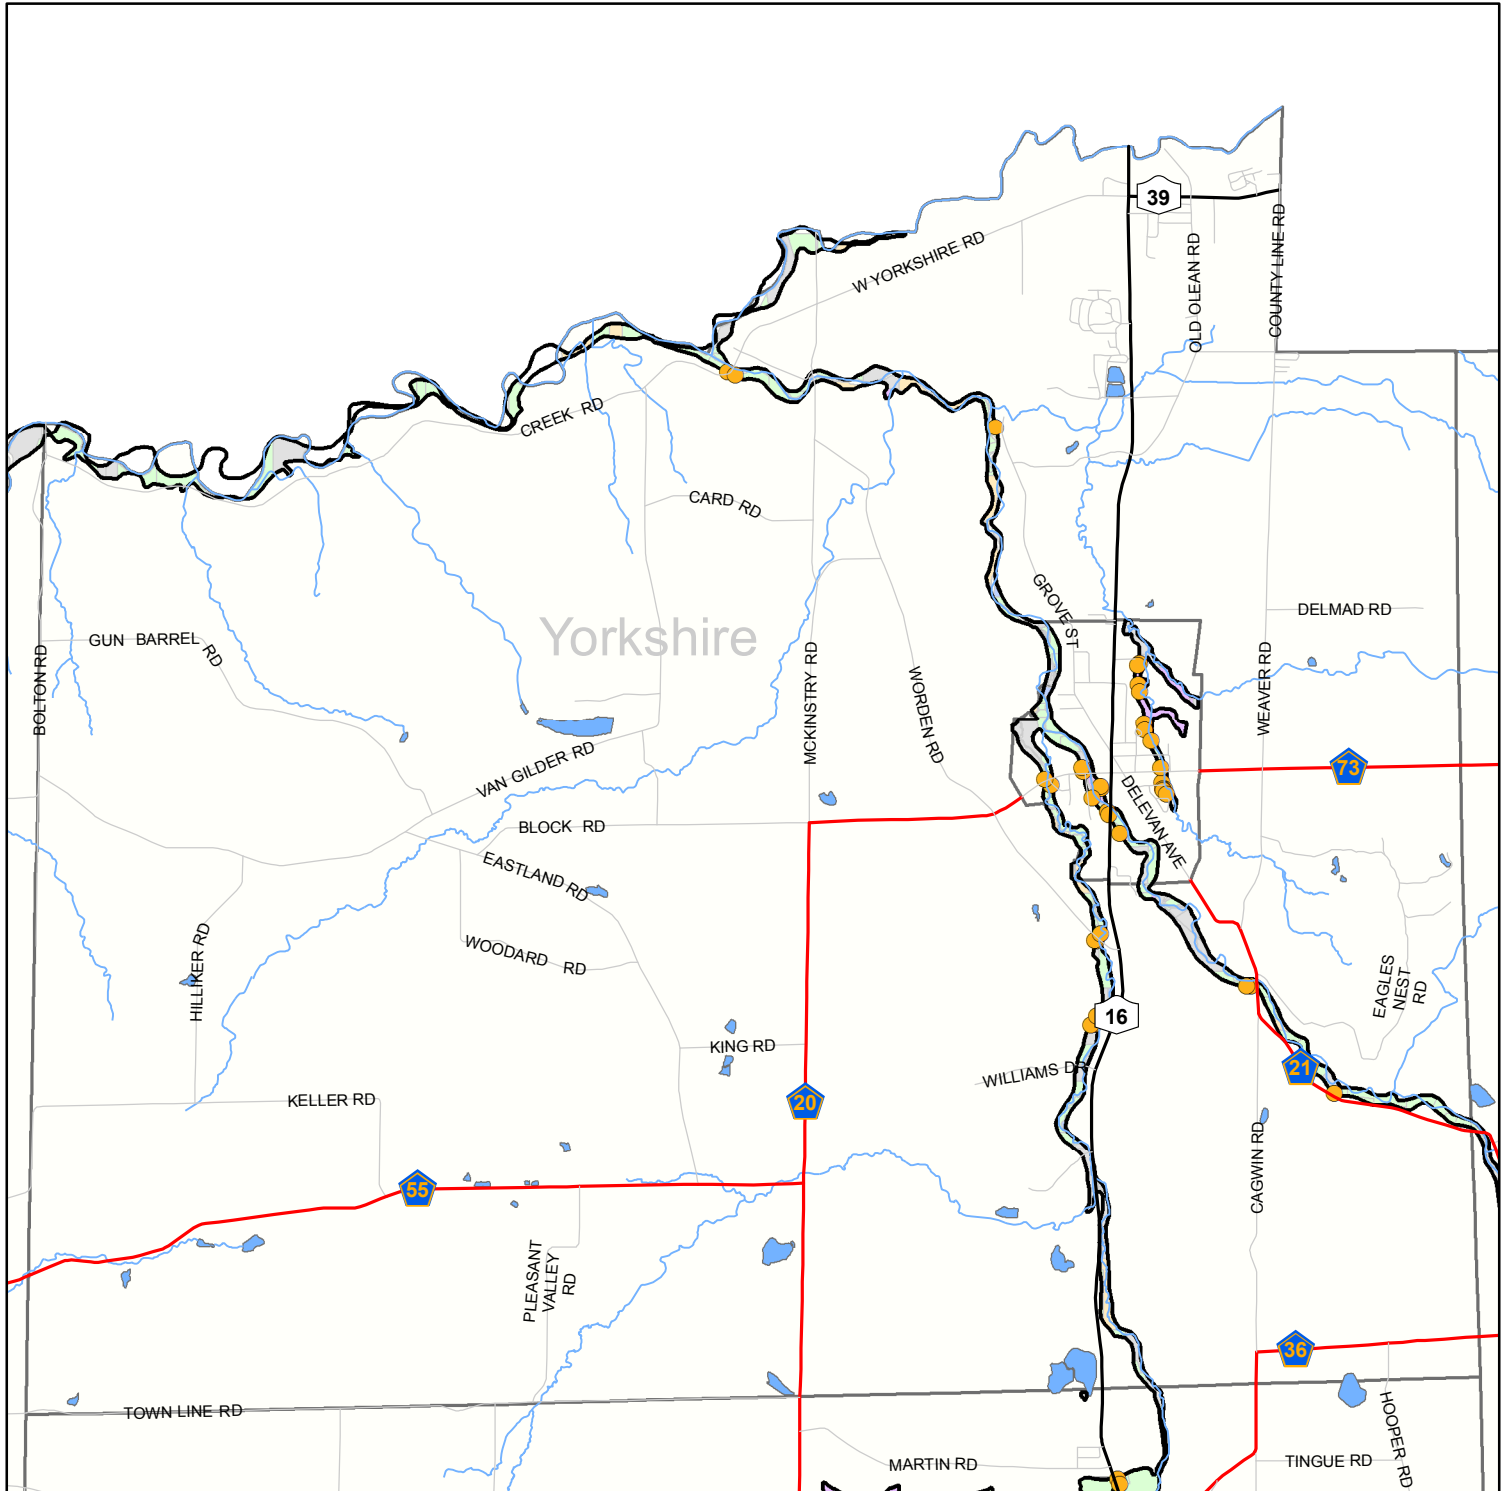 39
W YORKSHIRE RD
OLD OLEAN RD
COUNTY LINE RD
CREEK RD
CARD RD
GROVE ST
DELMAD RD
Yorkshire
GUN BARREL RD
BOLTON RD
MCKINSTRY RD
WORDEN RD
WEAVER RD
VAN GILDER RD
73
DELEVAN AVE
BLOCK RD
EASTLAND RD
WOODARD RD
HILLIKER RD
EAGLES
NEST
RD
16
KING RD
WILLIAMS DR
21
KELLER RD
20
CAGWIN RD
55
PLEASANT
VALLEY
RD
36
TOWN LINE RD
HOOPER RD
MARTIN RD
TINGUE RD